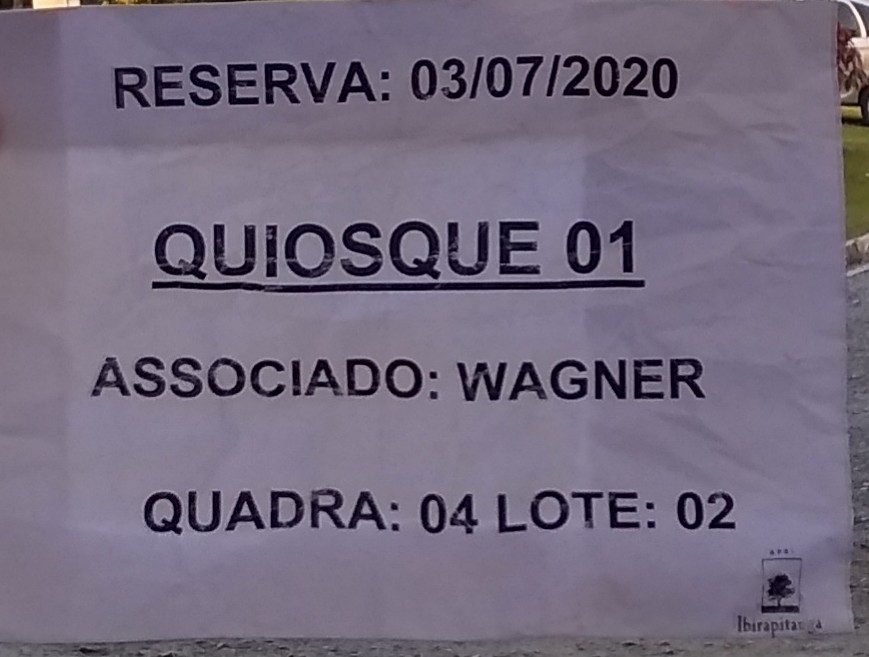 RESERVA: 03/07/2020
QUIOSQUE 01
ASSOCIADO: WAGNER
QUADRA: 04 LOTE: 02
Ibirapitanga